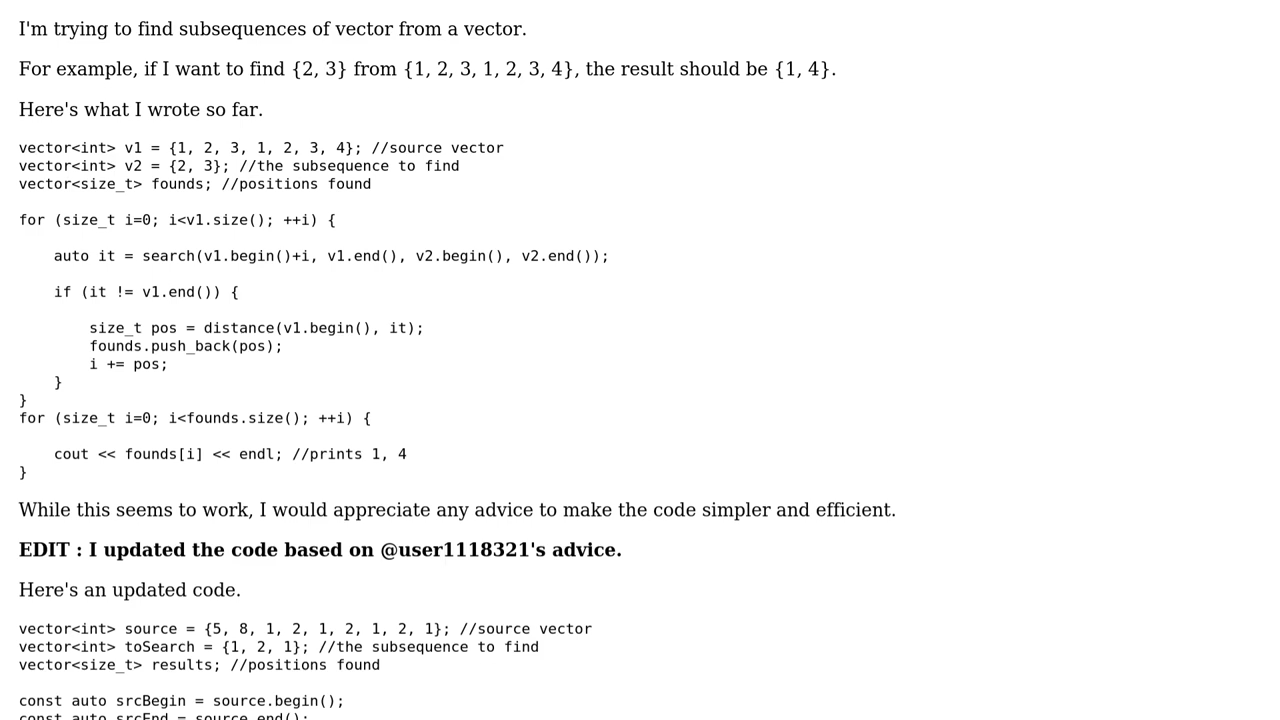 I'm trying to find subsequences of vector from a vector.
For example, if I want to find {2, 3} from {1, 2, 3, 1, 2, 3, 4}, the result should be {1, 4}.
Here's what I wrote so far.
vector<int> v1 = {1, 2, 3, 1, 2, 3, 4}; //source vector
vector<int> v2 = {2, 3}; //the subsequence to find
vector<size_t> founds; //positions found
for (size_t i=0; i<v1.size(); ++i) {
    auto it = search(v1.begin()+i, v1.end(), v2.begin(), v2.end());
    if (it != v1.end()) {
        size_t pos = distance(v1.begin(), it);
        founds.push_back(pos);
        i += pos;
    }
}
for (size_t i=0; i<founds.size(); ++i) {
    cout << founds[i] << endl; //prints 1, 4
}
While this seems to work, I would appreciate any advice to make the code simpler and efficient.
EDIT : I updated the code based on @user1118321's advice.
Here's an updated code.
vector<int> source = {5, 8, 1, 2, 1, 2, 1, 2, 1}; //source vector
vector<int> toSearch = {1, 2, 1}; //the subsequence to find
vector<size_t> results; //positions found
const auto srcBegin = source.begin();
const auto srcEnd = source.end();